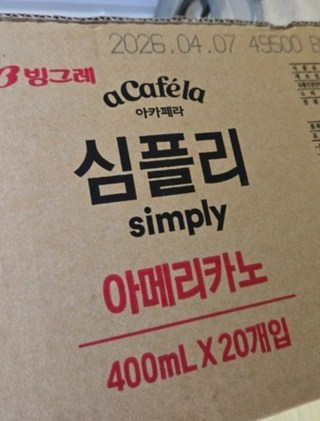 2026.04.07 49500 B
빙그레
aCaféla
아카페라
심플리
simply
아메리카노
400mL X 20개입